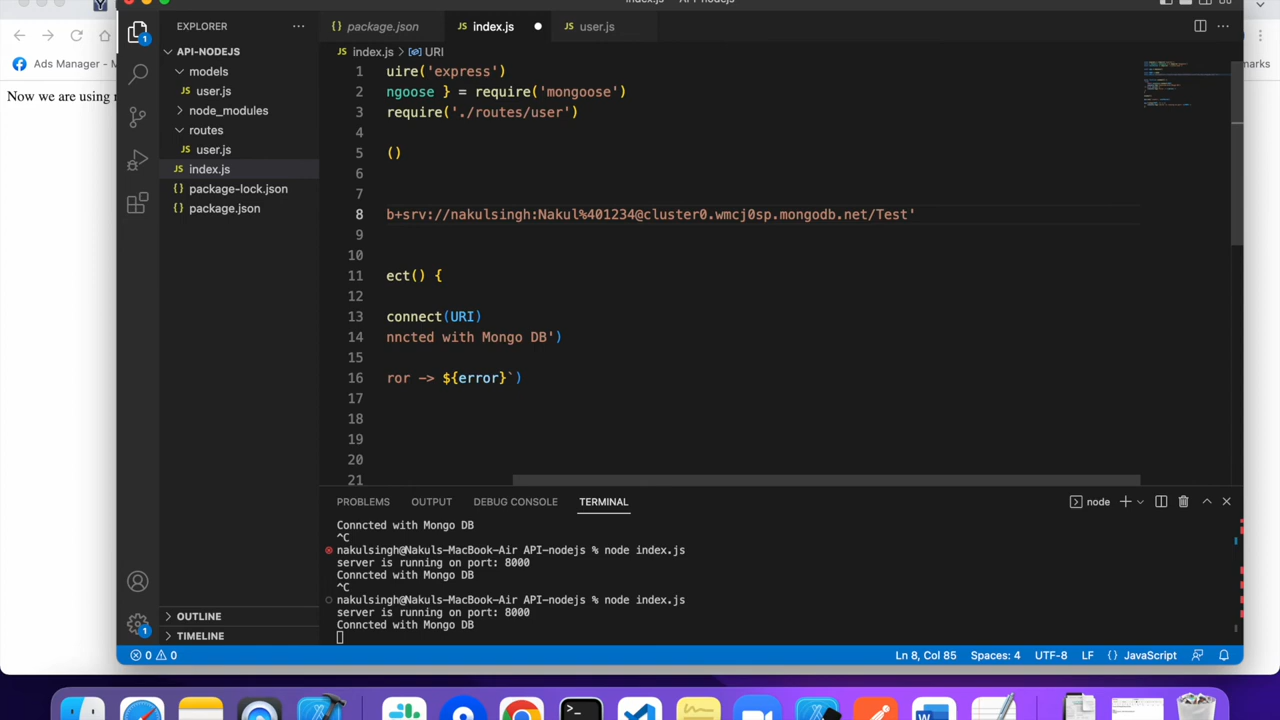 index.js — API-nodejs
EXPLORER
package.json
index.js
user.js
API-NODEJS
index.js > URI
models
user.js
node_modules
routes
user.js
index.js
package-lock.json
package.json
Ads Manager - M
marks
Now we are using
1
1 uire('express')
2 ngoose } = require('mongoose')
3 require('./routes/user')
4
5 ()
6
7
8 b+srv://nakulsingh:Nakul%401234@cluster0.wmcj0sp.mongodb.net/Test'
9
10
11 ect() {
12
13 connect(URI)
14 nncted with Mongo DB')
15
16 ror -> ${error}`)
17
18
19
20
21
PROBLEMS OUTPUT DEBUG CONSOLE TERMINAL
node
Conncted with Mongo DB
^C
nakulsingh@Nakuls-MacBook-Air API-nodejs % node index.js
server is running on port: 8000
Conncted with Mongo DB
^C
nakulsingh@Nakuls-MacBook-Air API-nodejs % node index.js
server is running on port: 8000
Conncted with Mongo DB
OUTLINE
TIMELINE
1
0 0
Ln 8, Col 85 Spaces: 4 UTF-8 LF {} JavaScript